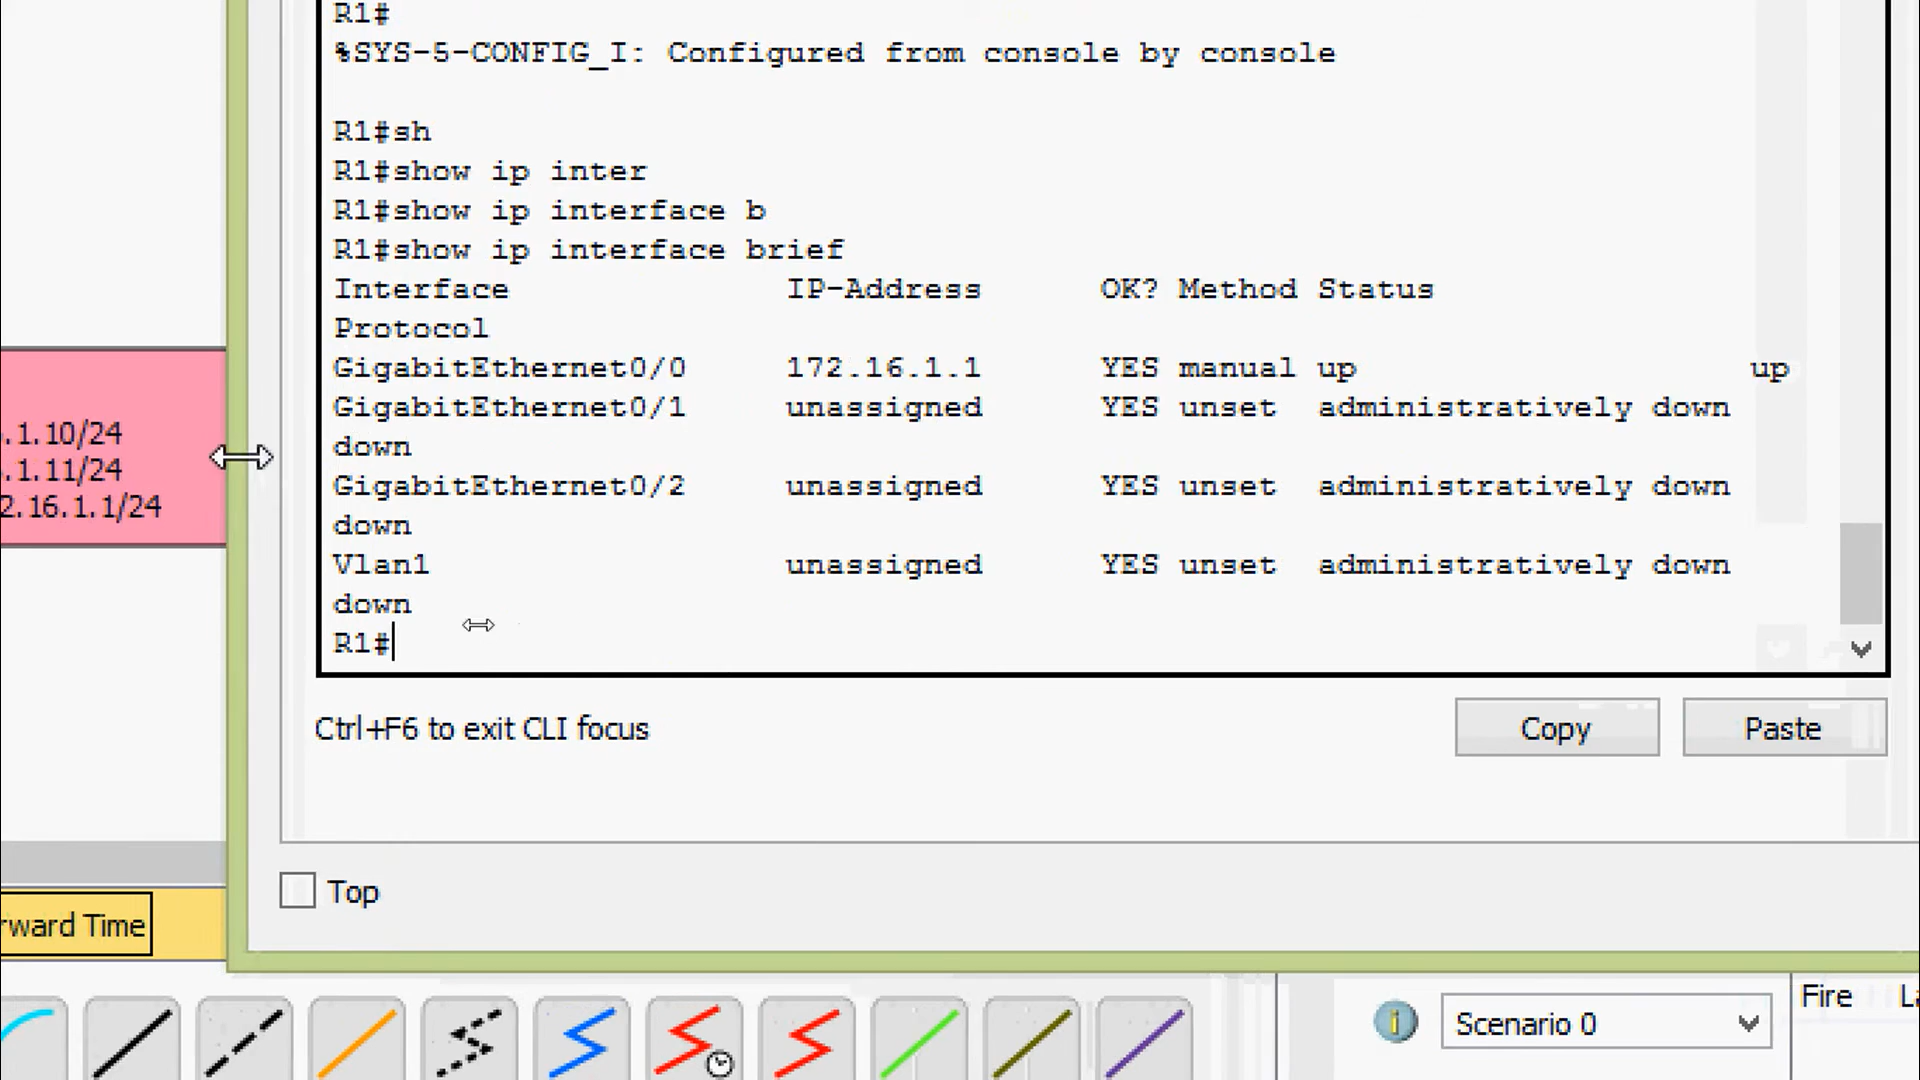 R1#
%SYS-5-CONFIG_I: Configured from console by console
R1#sh
R1#show ip inter
R1#show ip interface b
R1#show ip interface brief
Interface IP-Address OK? Method Status
Protocol
GigabitEthernet0/0 172.16.1.1 YES manual up up
GigabitEthernet0/1 unassigned YES unset administratively down
down
GigabitEthernet0/2 unassigned YES unset administratively down
down
Vlan1 unassigned YES unset administratively down
down
R1#
.1.10/24
.1.11/24
2.16.1.1/24
Ctrl+F6 to exit CLI focus
Copy
Paste
Top
rward Time
Scenario 0
Fire